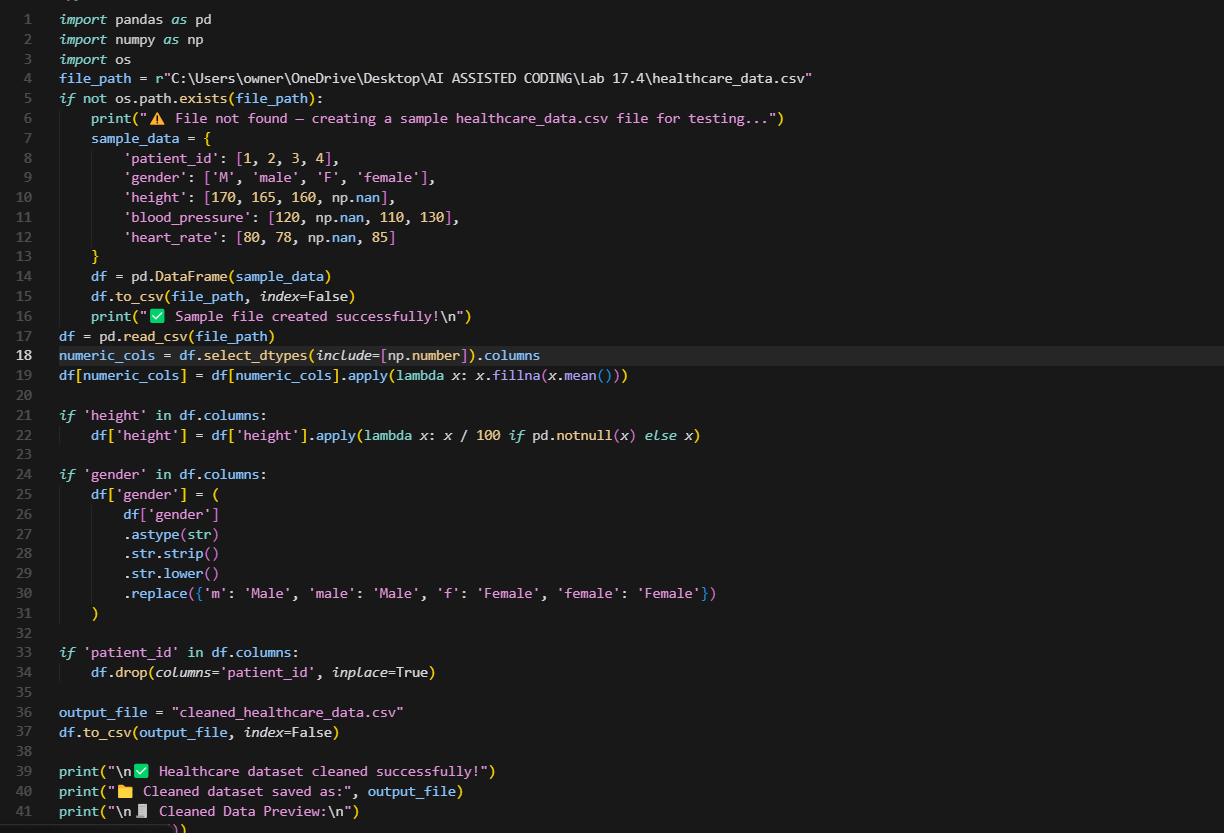 1 import pandas as pd
2 import numpy as np
3 import os
4 file_path = r"C:\Users\owner\OneDrive\Desktop\AI ASSISTED CODING\Lab 17.4\healthcare_data.csv"
5 if not os.path.exists(file_path):
6     print("⚠️ File not found — creating a sample healthcare_data.csv file for testing...")
7     sample_data = {
8         'patient_id': [1, 2, 3, 4],
9         'gender': ['M', 'male', 'F', 'female'],
10         'height': [170, 165, 160, np.nan],
11         'blood_pressure': [120, np.nan, 110, 130],
12         'heart_rate': [80, 78, np.nan, 85]
13     }
14     df = pd.DataFrame(sample_data)
15     df.to_csv(file_path, index=False)
16     print("✅ Sample file created successfully!\n")
17 df = pd.read_csv(file_path)
18 numeric_cols = df.select_dtypes(include=[np.number]).columns
19 df[numeric_cols] = df[numeric_cols].apply(lambda x: x.fillna(x.mean()))
20
21 if 'height' in df.columns:
22     df['height'] = df['height'].apply(lambda x: x / 100 if pd.notnull(x) else x)
23
24 if 'gender' in df.columns:
25     df['gender'] = (
26         df['gender']
27         .astype(str)
28         .str.strip()
29         .str.lower()
30         .replace({'m': 'Male', 'male': 'Male', 'f': 'Female', 'female': 'Female'})
31     )
32
33 if 'patient_id' in df.columns:
34     df.drop(columns='patient_id', inplace=True)
35
36 output_file = "cleaned_healthcare_data.csv"
37 df.to_csv(output_file, index=False)
38
39 print("\n✅ Healthcare dataset cleaned successfully!")
40 print("📁 Cleaned dataset saved as:", output_file)
41 print("\n🧾 Cleaned Data Preview:\n")